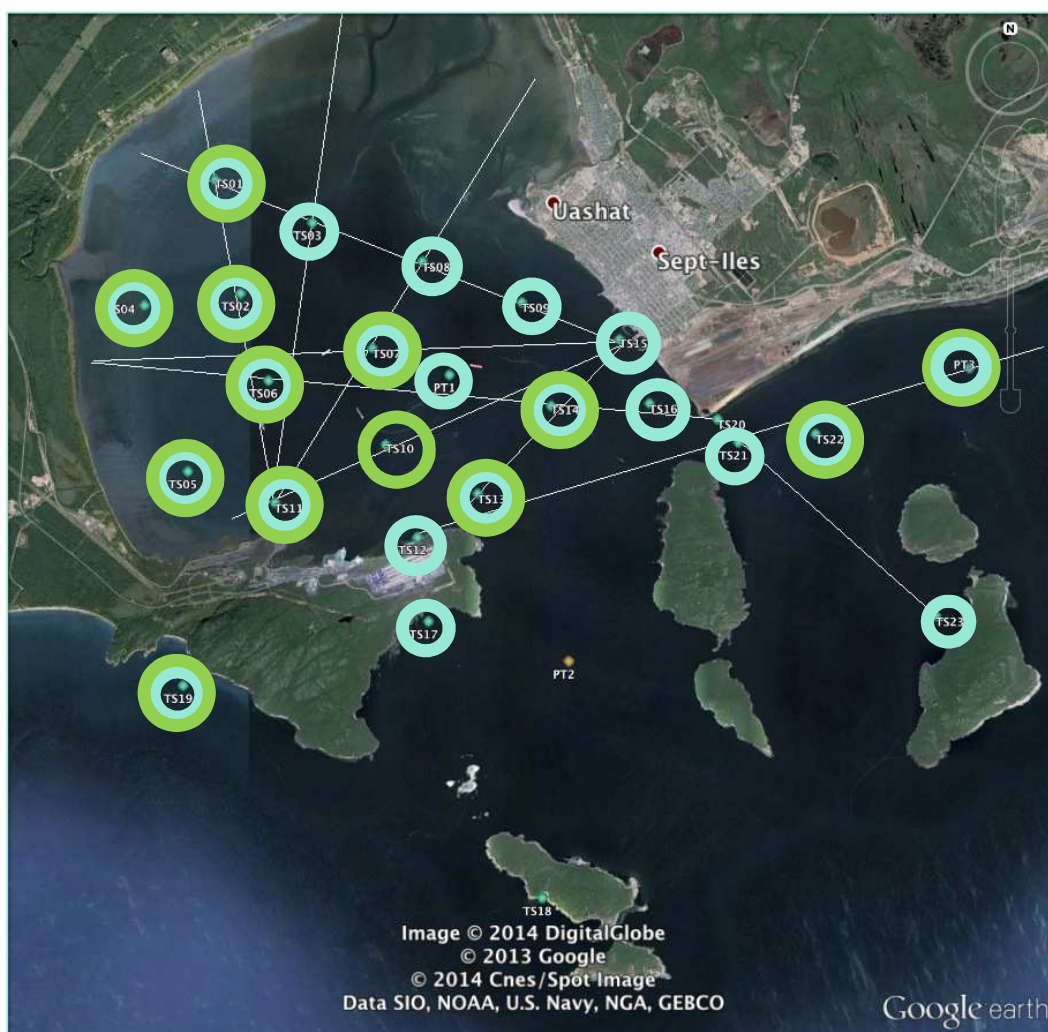 N
TS01
Uashat
TS03
Sept-Iles
TS08
S04
TS02
TS09
TS15
TS07
PT3
TS06
PT1
TS14
TS16
TS20
TS22
TS10
TS21
TS05
TS13
TS11
TS12
TS23
TS17
PT2
TS19
TS18
Image © 2014 DigitalGlobe
© 2013 Google
© 2014 Cnes/Spot Image
Data SIO, NOAA, U.S. Navy, NGA, GEBCO
Google earth